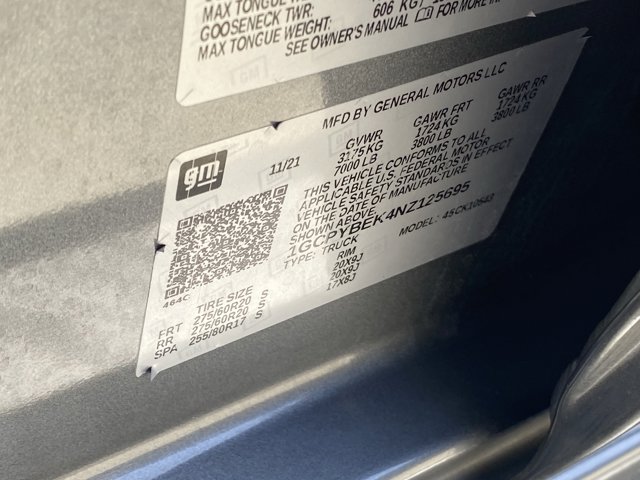 MAX TONGUE
GOOSENECK TWR:
MAX TONGUE WEIGHT: 606 KG
SEE OWNER'S MANUAL FOR MORE
MFD BY GENERAL MOTORS LLC
gm
11/21
GVWR GAWR FRT GAWR RR
3175KG 1724KG 1724KG
7000 LB 3800 LB 3800 LB
THIS VEHICLE CONFORMS TO ALL
APPLICABLE U.S. FEDERAL MOTOR
VEHICLE SAFETY STANDARDS IN EFFECT
ON THE DATE OF MANUFACTURE
SHOWN ABOVE.
1GCPYBEK4NZ125695
TYPE: TRUCK MODEL: 45CK10543
464C
TIRE SIZE RIM
FRT 275/60R20 S 20X9J
RR 275/60R20 S 20X9J
SPA 255/80R17 S 17X8J